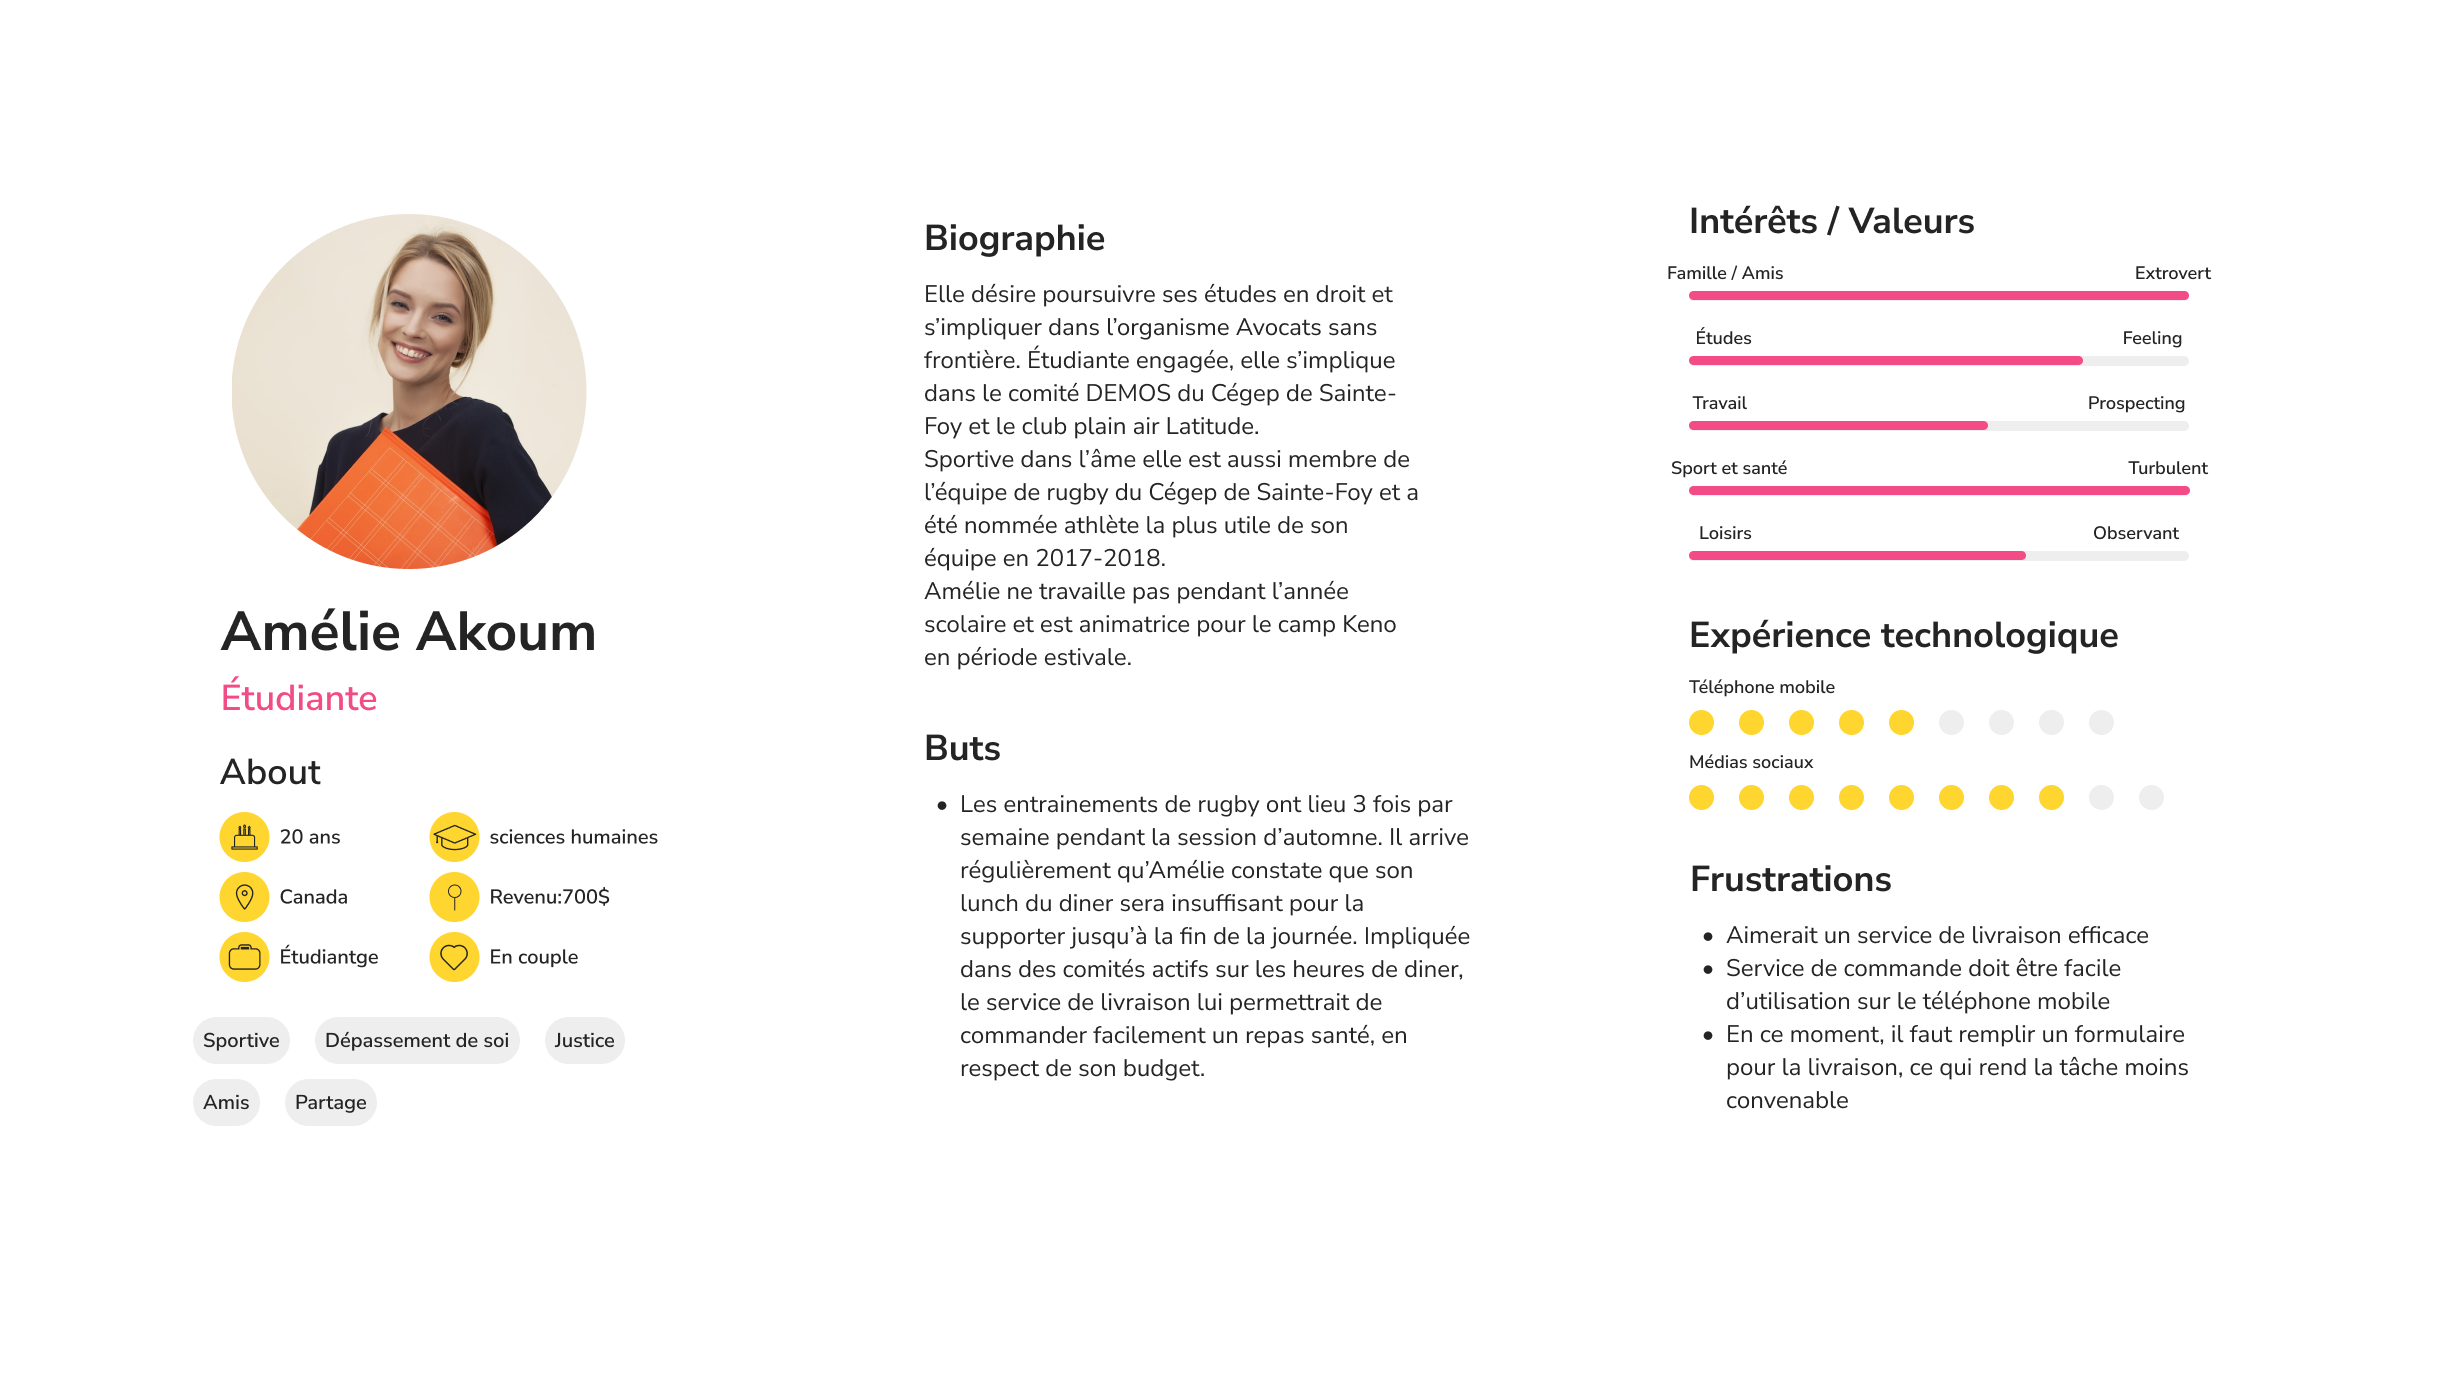 Amélie Akoum
Étudiante
About
20 ans
sciences humaines
Canada
Revenu:700$
Étudiantge
En couple
Sportive
Dépassement de soi
Justice
Amis
Partage
Biographie
Elle désire poursuivre ses études en droit et
s'impliquer dans l'organisme Avocats sans
frontière. Étudiante engagée, elle s'implique
dans le comité DEMOS du Cégep de Sainte-
Foy et le club plain air Latitude.
Sportive dans l'âme elle est aussi membre de
l'équipe de rugby du Cégep de Sainte-Foy et a
été nommée athlète la plus utile de son
équipe en 2017-2018.
Amélie ne travaille pas pendant l'année
scolaire et est animatrice pour le camp Keno
en période estivale.
Buts
• Les entrainements de rugby ont lieu 3 fois par
semaine pendant la session d'automne. Il arrive
régulièrement qu'Amélie constate que son
lunch du diner sera insuffisant pour la
supporter jusqu'à la fin de la journée. Impliquée
dans des comités actifs sur les heures de diner,
le service de livraison lui permettrait de
commander facilement un repas santé, en
respect de son budget.
Intérêts / Valeurs
Famille / Amis
Extrovert
Études
Feeling
Travail
Prospecting
Sport et santé
Turbulent
Loisirs
Observant
Expérience technologique
Téléphone mobile
Médias sociaux
Frustrations
• Aimerait un service de livraison efficace
• Service de commande doit être facile
d'utilisation sur le téléphone mobile
• En ce moment, il faut remplir un formulaire
pour la livraison, ce qui rend la tâche moins
convenable